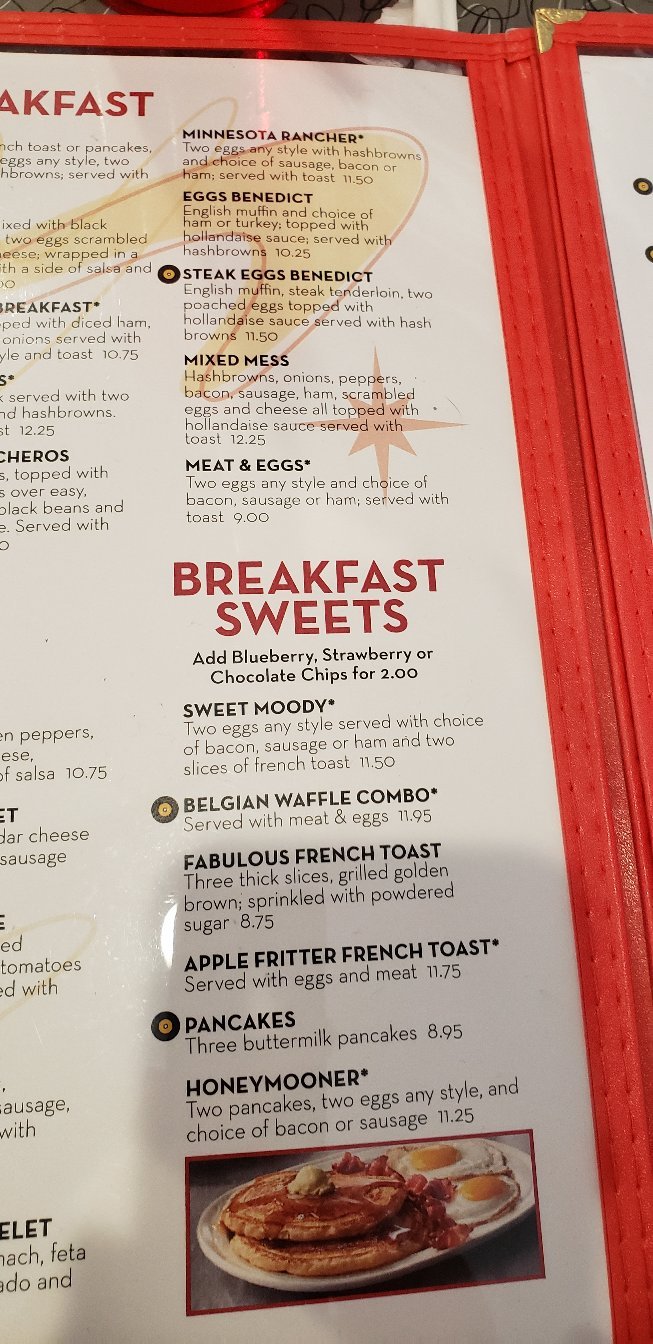 AKFAST
nch toast or pancakes,
eggs any style, two
hbrowns; served with
ixed with black
two eggs scrambled
heese; wrapped in a
ith a side of salsa and
00
BREAKFAST*
pped with diced ham,
onions served with
yle and toast 10.75
S*
k served with two
nd hashbrowns.
st 12.25
CHEROS
s, topped with
s over easy,
black beans and
e. Served with
0
en peppers,
ese,
of salsa 10.75
ET
dar cheese
sausage
E
ed
tomatoes
ed with
,
sausage,
with
ELET
nach, feta
ado and
MINNESOTA RANCHER*
Two eggs any style with hashbrowns
and choice of sausage, bacon or
ham; served with toast 11.50
EGGS BENEDICT
English muffin and choice of
ham or turkey; topped with
hollandaise sauce; served with
hashbrowns 10.25
STEAK EGGS BENEDICT
English muffin, steak tenderloin, two
poached eggs topped with
hollandaise sauce served with hash
browns 11.50
MIXED MESS
Hashbrowns, onions, peppers,
bacon, sausage, ham, scrambled
eggs and cheese all topped with
hollandaise sauce served with
toast 12.25
MEAT & EGGS*
Two eggs any style and choice of
bacon, sausage or ham; served with
toast 9.00
BREAKFAST
SWEETS
Add Blueberry, Strawberry or
Chocolate Chips for 2.00
SWEET MOODY*
Two eggs any style served with choice
of bacon, sausage or ham and two
slices of french toast 11.50
BELGIAN WAFFLE COMBO*
Served with meat & eggs 11.95
FABULOUS FRENCH TOAST
Three thick slices, grilled golden
brown; sprinkled with powdered
sugar 8.75
APPLE FRITTER FRENCH TOAST*
Served with eggs and meat 11.75
PANCAKES
Three buttermilk pancakes 8.95
HONEYMOONER*
Two pancakes, two eggs any style, and
choice of bacon or sausage 11.25